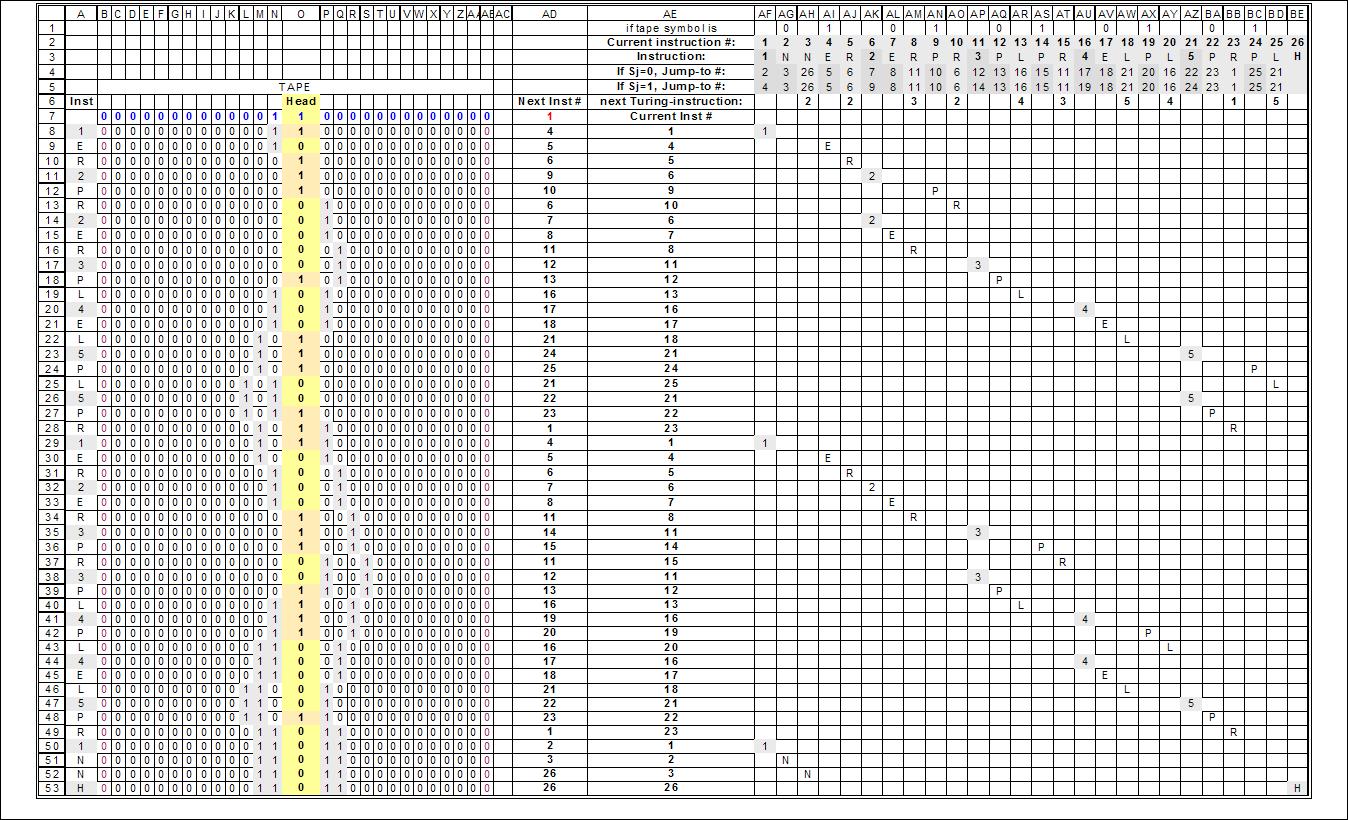 A B C D E F G H I J K L M N O P Q R S T U V W X Y Z AA AB AC AD AE AF AG AH AI AJ AK AL AM AN AO AP AQ AR AS AT AU AV AW AX AY AZ BA BB BC BD BE
1 if tape symbol is 0 1 0 1 0 1 0 1 0 1
2 Current instruction #: 1 2 3 4 5 6 7 8 9 10 11 12 13 14 15 16 17 18 19 20 21 22 23 24 25 26
3 Instruction: 1 N N E R 2 E R P R 3 P L P R 4 E L P L 5 P R P L H
4 If Sj=0, Jump-to #: 2 3 26 5 6 7 8 11 10 6 12 13 16 15 11 17 18 21 20 16 22 23 1 25 21
5 TAPE If Sj=1, Jump-to #: 4 3 26 5 6 9 8 11 10 6 14 13 16 15 11 19 18 21 20 16 24 23 1 25 21
6 Inst Head Next Inst # next Turing-instruction: 2 2 3 2 4 3 5 4 1 5
7 0 0 0 0 0 0 0 0 0 0 0 0 1 1 0 0 0 0 0 0 0 0 0 0 0 0 0 1 Current Inst #
8 1 0 0 0 0 0 0 0 0 0 0 0 0 1 1 0 0 0 0 0 0 0 0 0 0 0 0 0 4 1 1
9 E 0 0 0 0 0 0 0 0 0 0 0 0 1 0 0 0 0 0 0 0 0 0 0 0 0 0 0 5 4 E
10 R 0 0 0 0 0 0 0 0 0 0 0 0 0 1 0 0 0 0 0 0 0 0 0 0 0 0 0 6 5 R
11 2 0 0 0 0 0 0 0 0 0 0 0 0 0 1 0 0 0 0 0 0 0 0 0 0 0 0 0 9 6 2
12 P 0 0 0 0 0 0 0 0 0 0 0 0 0 1 0 0 0 0 0 0 0 0 0 0 0 0 0 10 9 P
13 R 0 0 0 0 0 0 0 0 0 0 0 0 0 0 1 0 0 0 0 0 0 0 0 0 0 0 0 6 10 R
14 2 0 0 0 0 0 0 0 0 0 0 0 0 0 0 1 0 0 0 0 0 0 0 0 0 0 0 0 7 6 2
15 E 0 0 0 0 0 0 0 0 0 0 0 0 0 0 1 0 0 0 0 0 0 0 0 0 0 0 0 8 7 E
16 R 0 0 0 0 0 0 0 0 0 0 0 0 0 0 0 1 0 0 0 0 0 0 0 0 0 0 0 11 8 R
17 3 0 0 0 0 0 0 0 0 0 0 0 0 0 0 0 1 0 0 0 0 0 0 0 0 0 0 0 12 11 3
18 P 0 0 0 0 0 0 0 0 0 0 0 0 0 1 0 1 0 0 0 0 0 0 0 0 0 0 0 13 12 P
19 L 0 0 0 0 0 0 0 0 0 0 0 0 1 0 1 0 0 0 0 0 0 0 0 0 0 0 0 16 13 L
20 4 0 0 0 0 0 0 0 0 0 0 0 0 1 0 1 0 0 0 0 0 0 0 0 0 0 0 0 17 16 4
21 E 0 0 0 0 0 0 0 0 0 0 0 0 1 0 1 0 0 0 0 0 0 0 0 0 0 0 0 18 17 E
22 L 0 0 0 0 0 0 0 0 0 0 0 1 0 1 0 0 0 0 0 0 0 0 0 0 0 0 0 21 18 L
23 5 0 0 0 0 0 0 0 0 0 0 0 1 0 1 0 0 0 0 0 0 0 0 0 0 0 0 0 24 21 5
24 P 0 0 0 0 0 0 0 0 0 0 0 1 0 1 0 0 0 0 0 0 0 0 0 0 0 0 0 25 24 P
25 L 0 0 0 0 0 0 0 0 0 0 1 0 1 0 0 0 0 0 0 0 0 0 0 0 0 0 0 21 25 L
26 5 0 0 0 0 0 0 0 0 0 0 1 0 1 0 0 0 0 0 0 0 0 0 0 0 0 0 0 22 21 5
27 P 0 0 0 0 0 0 0 0 0 0 1 0 1 1 0 0 0 0 0 0 0 0 0 0 0 0 0 23 22 P
28 R 0 0 0 0 0 0 0 0 0 0 0 1 0 1 1 0 0 0 0 0 0 0 0 0 0 0 0 1 23 R
29 1 0 0 0 0 0 0 0 0 0 0 0 1 0 1 1 0 0 0 0 0 0 0 0 0 0 0 0 4 1 1
30 E 0 0 0 0 0 0 0 0 0 0 0 1 0 0 1 0 0 0 0 0 0 0 0 0 0 0 0 5 4 E
31 R 0 0 0 0 0 0 0 0 0 0 0 0 1 0 0 1 0 0 0 0 0 0 0 0 0 0 0 6 5 R
32 2 0 0 0 0 0 0 0 0 0 0 0 0 1 0 0 1 0 0 0 0 0 0 0 0 0 0 0 7 6 2
33 E 0 0 0 0 0 0 0 0 0 0 0 0 1 0 0 1 0 0 0 0 0 0 0 0 0 0 0 8 7 E
34 R 0 0 0 0 0 0 0 0 0 0 0 0 0 1 0 0 1 0 0 0 0 0 0 0 0 0 0 11 8 R
35 3 0 0 0 0 0 0 0 0 0 0 0 0 0 1 0 0 1 0 0 0 0 0 0 0 0 0 0 14 11 3
36 P 0 0 0 0 0 0 0 0 0 0 0 0 0 1 0 0 1 0 0 0 0 0 0 0 0 0 0 15 14 P
37 R 0 0 0 0 0 0 0 0 0 0 0 0 0 0 1 0 0 1 0 0 0 0 0 0 0 0 0 11 15 R
38 3 0 0 0 0 0 0 0 0 0 0 0 0 0 0 1 0 0 1 0 0 0 0 0 0 0 0 0 12 11 3
39 P 0 0 0 0 0 0 0 0 0 0 0 0 0 1 1 0 0 1 0 0 0 0 0 0 0 0 0 13 12 P
40 L 0 0 0 0 0 0 0 0 0 0 0 0 1 1 0 0 1 0 0 0 0 0 0 0 0 0 0 16 13 L
41 4 0 0 0 0 0 0 0 0 0 0 0 0 1 1 0 0 1 0 0 0 0 0 0 0 0 0 0 19 16 4
42 P 0 0 0 0 0 0 0 0 0 0 0 0 1 1 0 0 1 0 0 0 0 0 0 0 0 0 0 20 19 P
43 L 0 0 0 0 0 0 0 0 0 0 0 1 1 0 0 1 0 0 0 0 0 0 0 0 0 0 0 16 20 L
44 4 0 0 0 0 0 0 0 0 0 0 0 1 1 0 0 1 0 0 0 0 0 0 0 0 0 0 0 17 16 4
45 E 0 0 0 0 0 0 0 0 0 0 0 1 1 0 0 1 0 0 0 0 0 0 0 0 0 0 0 18 17 E
46 L 0 0 0 0 0 0 0 0 0 0 1 1 0 0 1 0 0 0 0 0 0 0 0 0 0 0 0 21 18 L
47 5 0 0 0 0 0 0 0 0 0 0 1 1 0 0 1 0 0 0 0 0 0 0 0 0 0 0 0 22 21 5
48 P 0 0 0 0 0 0 0 0 0 0 1 1 0 1 1 0 0 0 0 0 0 0 0 0 0 0 0 23 22 P
49 R 0 0 0 0 0 0 0 0 0 0 0 1 1 0 1 1 0 0 0 0 0 0 0 0 0 0 0 1 23 R
50 1 0 0 0 0 0 0 0 0 0 0 0 1 1 0 1 1 0 0 0 0 0 0 0 0 0 0 0 2 1 1
51 N 0 0 0 0 0 0 0 0 0 0 0 1 1 0 1 1 0 0 0 0 0 0 0 0 0 0 0 3 2 N
52 N 0 0 0 0 0 0 0 0 0 0 0 1 1 0 1 1 0 0 0 0 0 0 0 0 0 0 0 26 3 N
53 H 0 0 0 0 0 0 0 0 0 0 0 1 1 0 1 1 0 0 0 0 0 0 0 0 0 0 0 26 26 H